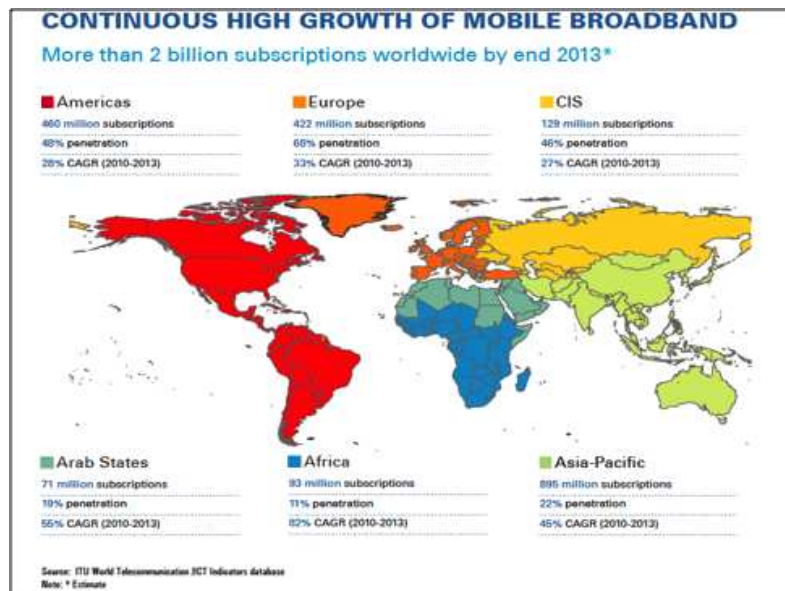 CONTINUOUS HIGH GROWTH OF MOBILE BROADBAND
More than 2 billion subscriptions worldwide by end 2013*
Americas
460 million subscriptions
48% penetration
28% CAGR (2010-2013)
Europe
422 million subscriptions
68% penetration
33% CAGR (2010-2013)
CIS
129 million subscriptions
46% penetration
27% CAGR (2010-2013)
Arab States
71 million subscriptions
19% penetration
55% CAGR (2010-2013)
Africa
93 million subscriptions
11% penetration
82% CAGR (2010-2013)
Asia-Pacific
895 million subscriptions
22% penetration
45% CAGR (2010-2013)
Source: ITU World Telecommunication /ICT Indicators database
Note: * Estimate